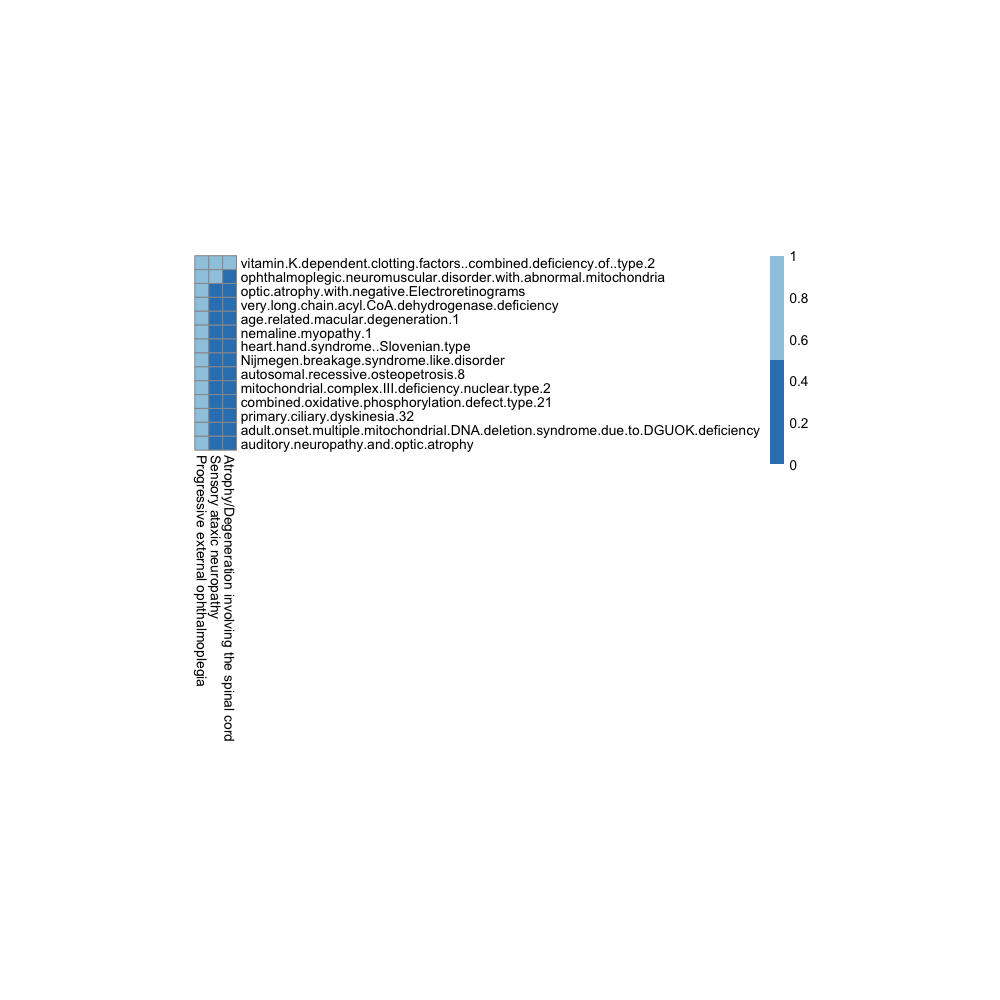 vitamin.K.dependent.clotting.factors..combined.deficiency.of..type.2
ophthalmoplegic.neuromuscular.disorder.with.abnormal.mitochondria
optic.atrophy.with.negative.Electroretinograms
very.long.chain.acyl.CoA.dehydrogenase.deficiency
age.related.macular.degeneration.1
nemaline.myopathy.1
heart.hand.syndrome..Slovenian.type
Nijmegen.breakage.syndrome.like.disorder
autosomal.recessive.osteopetrosis.8
mitochondrial.complex.III.deficiency.nuclear.type.2
combined.oxidative.phosphorylation.defect.type.21
primary.ciliary.dyskinesia.32
adult.onset.multiple.mitochondrial.DNA.deletion.syndrome.due.to.DGUOK.deficiency
auditory.neuropathy.and.optic.atrophy
Progressive external ophthalmoplegia
Sensory ataxic neuropathy
Atrophy/Degeneration involving the spinal cord
1
0.8
0.6
0.4
0.2
0